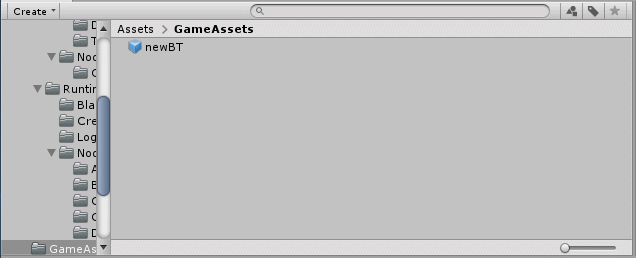 Create
Assets > GameAssets
newBT
D
T
Noc
C
Runtin
Bla
Cre
Log
Noc
A
B
C
C
D
GameAs